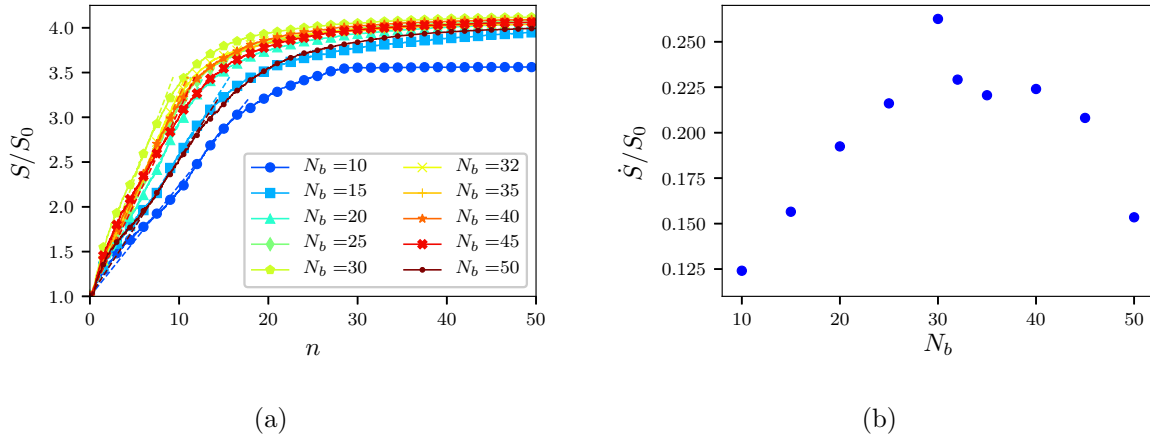 4.0
3.5
3.0
2.5
2.0
1.5
1.0
S/S₀
0 10 20 30 40 50
n
N_b =10
N_b =15
N_b =20
N_b =25
N_b =30
N_b =32
N_b =35
N_b =40
N_b =45
N_b =50
(a)
0.250
0.225
0.200
0.175
0.150
0.125
Ṡ/S₀
10 20 30 40 50
N_b
(b)